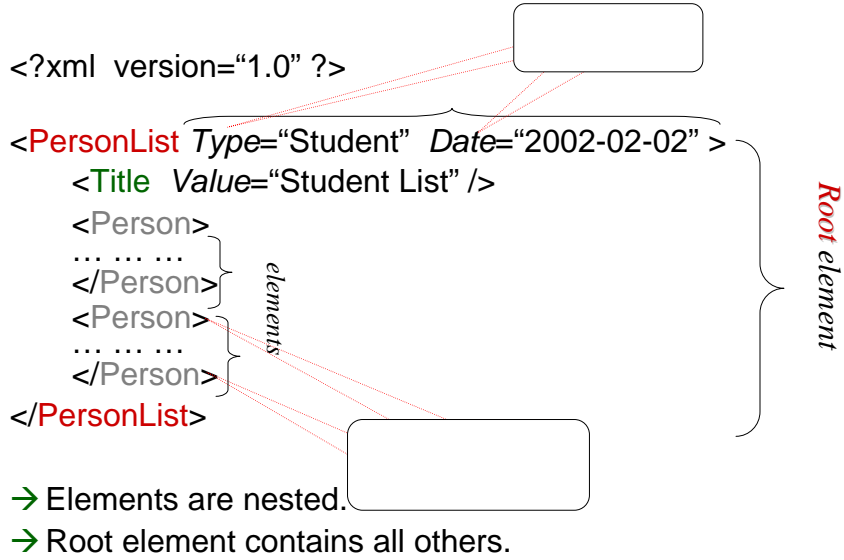 <?xml version=“1.0” ?>
<PersonList Type=“Student” Date=“2002-02-02” >
<Title Value=“Student List” />
<Person>
… … …
</Person>
<Person>
… … …
</Person>
</PersonList>
elements
Root element
→ Elements are nested.
→ Root element contains all others.